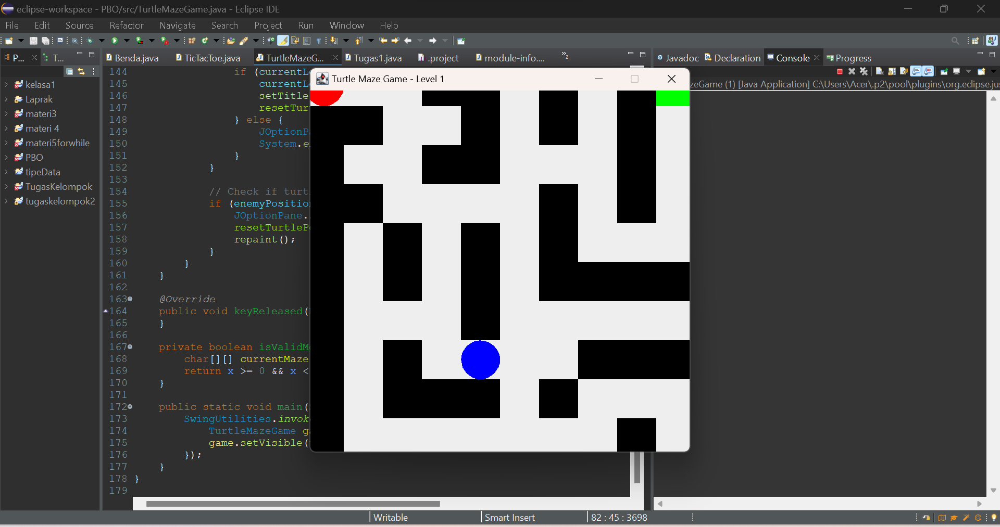 eclipse-workspace - PBO/src/TurtleMazeGame.java - Eclipse IDE
File Edit Source Refactor Navigate Search Project Run Window Help
P... T... Benda.java TicTacToe.java TurtleMazeG... Tugas1.java .project module-info.... »2 Javadoc Declaration Console Progress
kelasa1
Laprak
materi3
materi 4
materi5forwhile
PBO
tipeData
TugasKelompok
tugaskelompok2
144 if (currentL
145 currentL
146 setTitle
147 resetTur
148 } else {
149 JOptionP
150 System.e
151 }
152 }
153
154 // Check if turt
155 if (enemyPositio
156 JOptionPane.
157 resetTurtleP
158 repaint();
159 }
160 }
161 }
162
163 @Override
164 public void keyReleased(
165 }
166
167 private boolean isValidM
168 char[][] currentMaze
169 return x >= 0 && x <
170 }
171
172 public static void main(
173 SwingUtilities.invok
174 TurtleMazeGame g
175 game.setVisible(
176 });
177 }
178 }
179
Turtle Maze Game - Level 1
zeGame (1) [Java Application] C:\Users\Acer\.p2\pool\plugins\org.eclipse.ju
Writable Smart Insert 82 : 45 : 3698